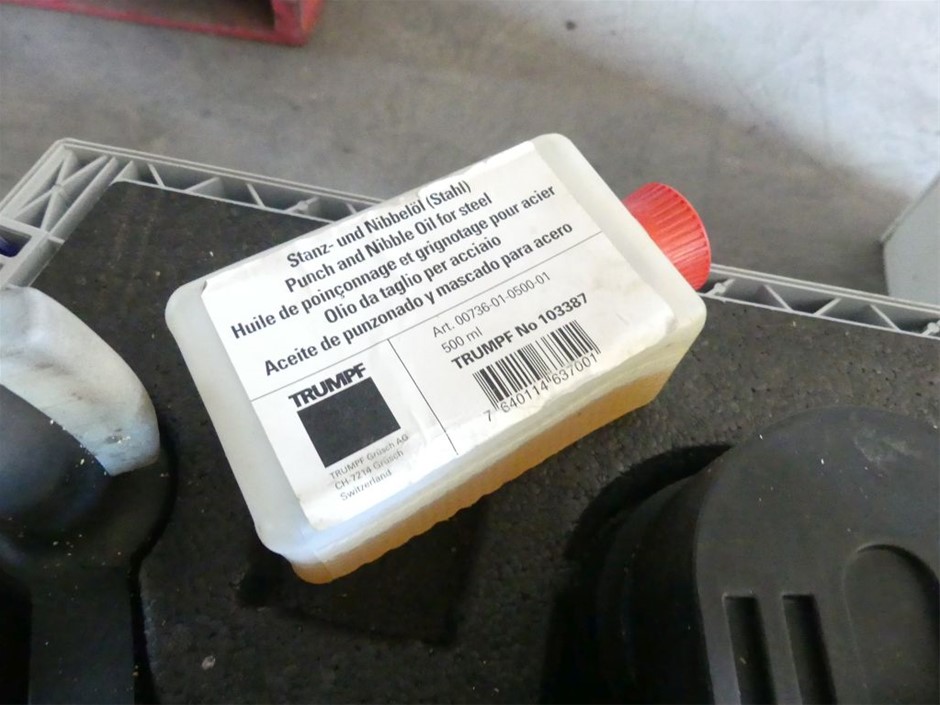 Stanz- und Nibbelöl (Stahl)
Punch and Nibble Oil for steel
Huile de poinçonnage et grignotage pour acier
Olio da taglio per acciaio
Aceite de punzonado y mascado para acero
TRUMPF
TRUMPF Grüsch AG
CH-7214 Grüsch
Switzerland
Art. 00736-01-0500-01
500 ml
TRUMPF No 103387
7 640114 637001